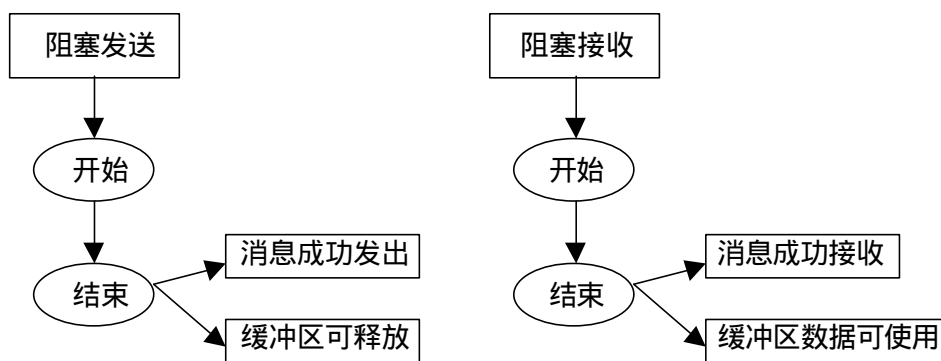 阻塞发送
开始
结束
消息成功发出
缓冲区可释放
阻塞接收
开始
结束
消息成功接收
缓冲区数据可使用